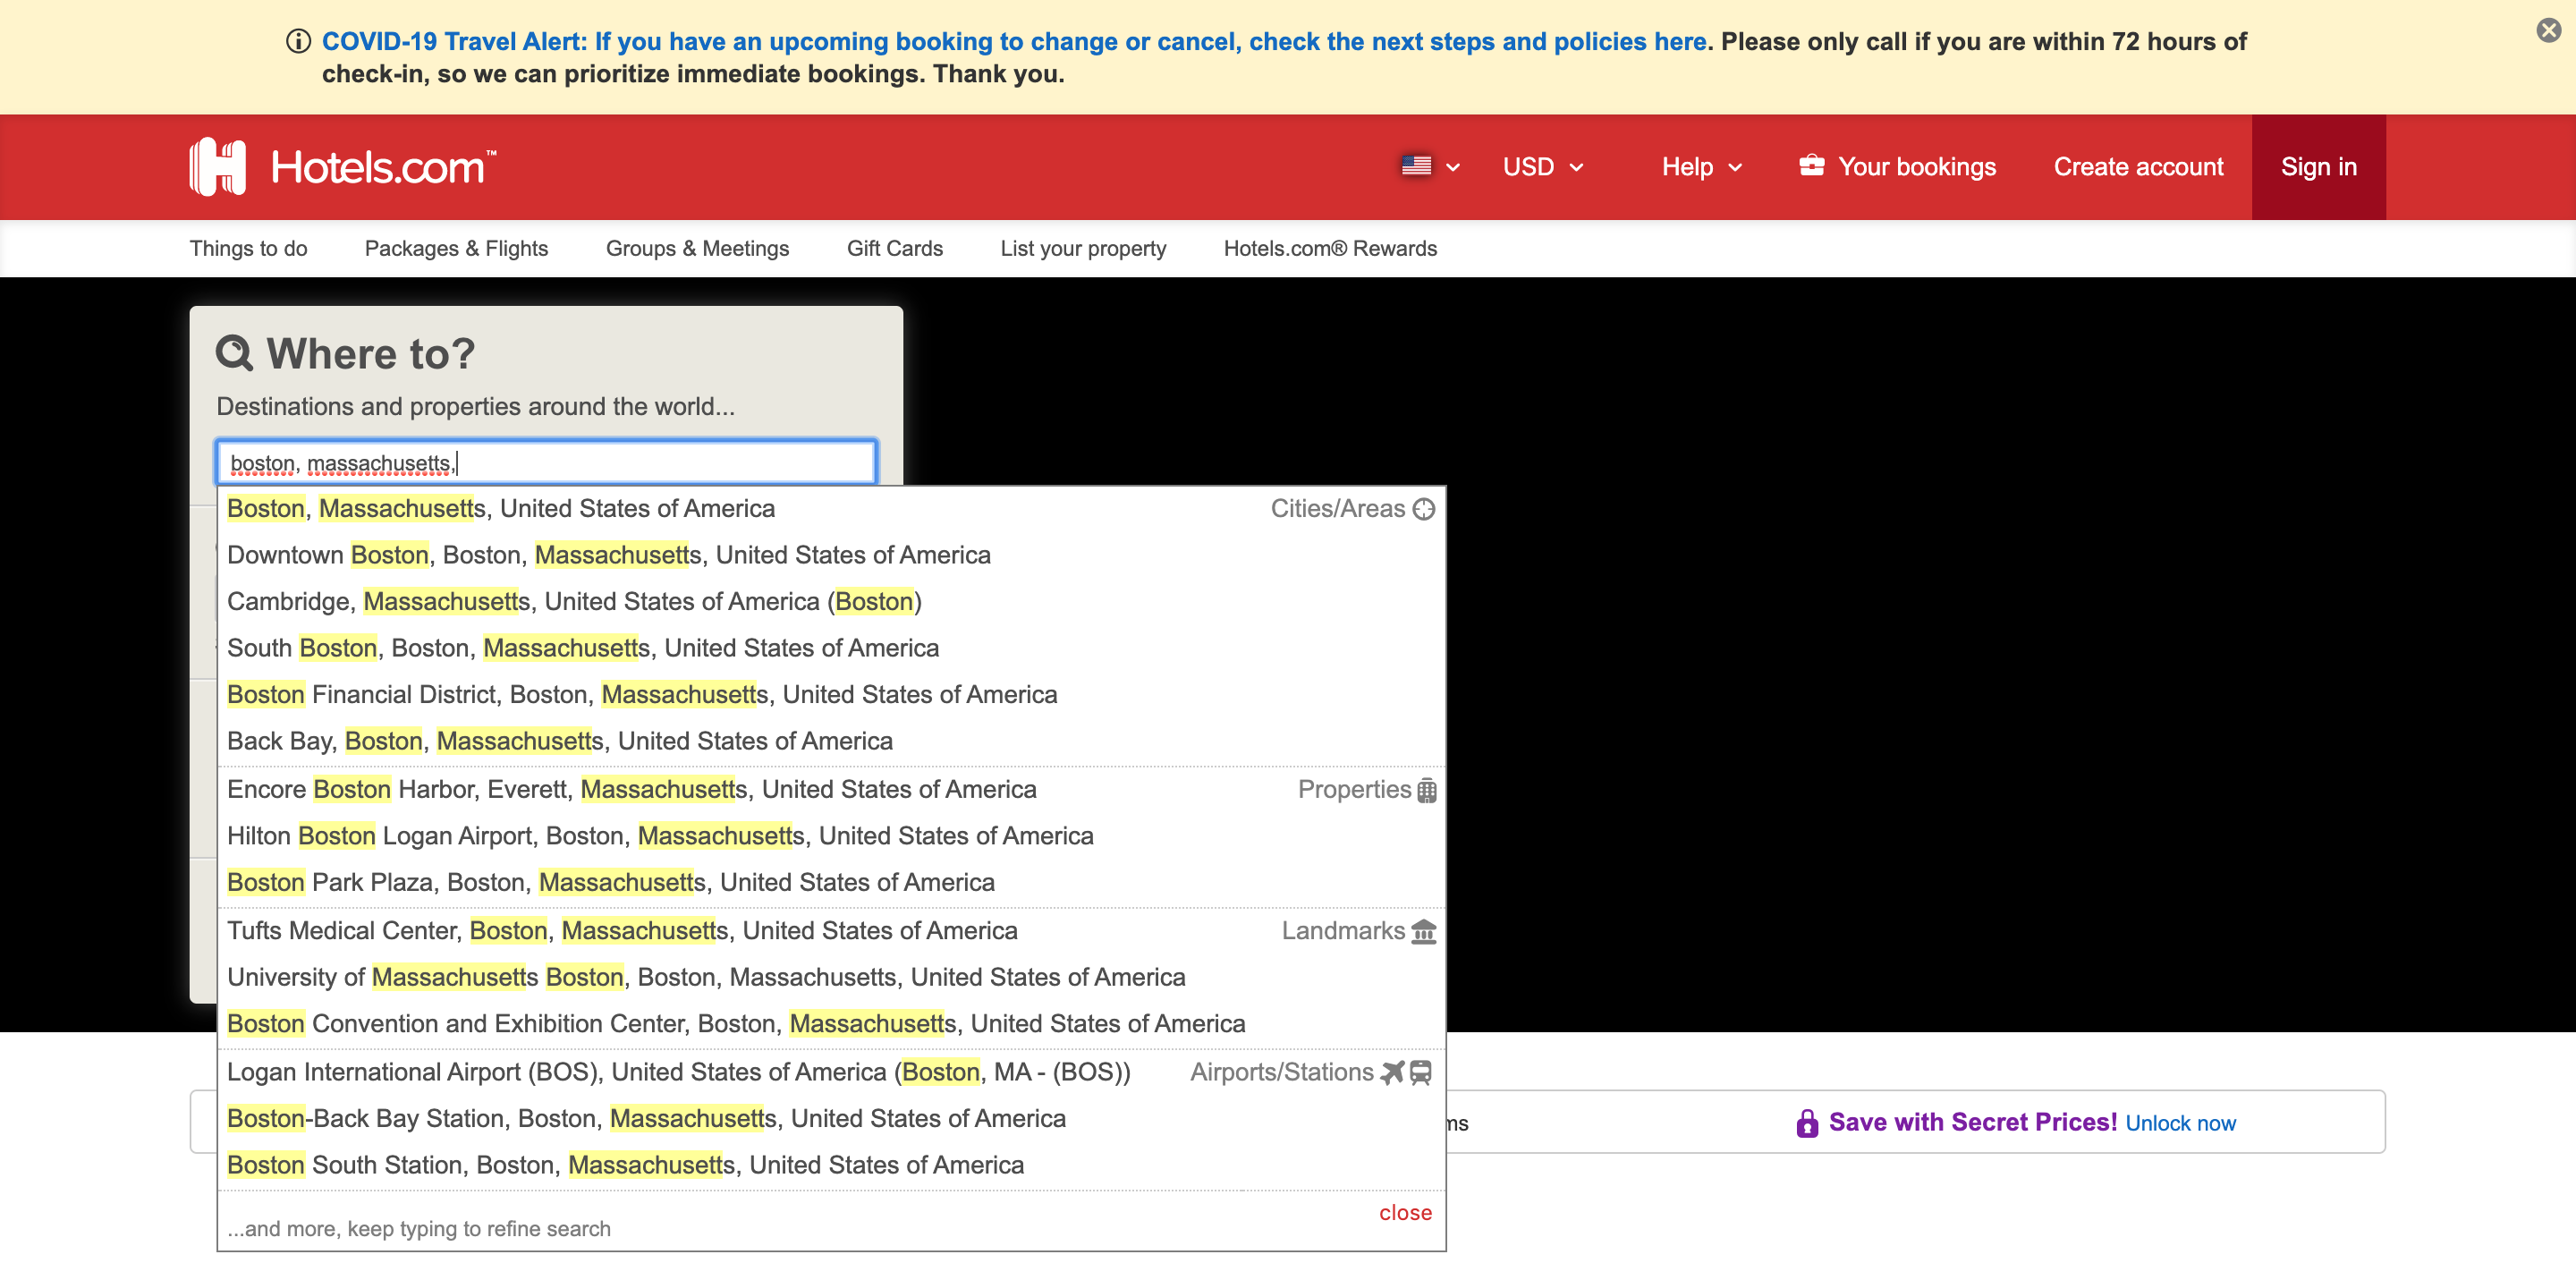 COVID-19 Travel Alert: If you have an upcoming booking to change or cancel, check the next steps and policies here. Please only call if you are within 72 hours of
check-in, so we can prioritize immediate bookings. Thank you.
Hotels.com™
USD
Help
Your bookings
Create account
Sign in
Things to do
Packages & Flights
Groups & Meetings
Gift Cards
List your property
Hotels.com® Rewards
Where to?
Destinations and properties around the world...
boston, massachusetts,
Boston, Massachusetts, United States of America
Cities/Areas
Downtown Boston, Boston, Massachusetts, United States of America
Cambridge, Massachusetts, United States of America (Boston)
South Boston, Boston, Massachusetts, United States of America
Boston Financial District, Boston, Massachusetts, United States of America
Back Bay, Boston, Massachusetts, United States of America
Encore Boston Harbor, Everett, Massachusetts, United States of America
Properties
Hilton Boston Logan Airport, Boston, Massachusetts, United States of America
Boston Park Plaza, Boston, Massachusetts, United States of America
Tufts Medical Center, Boston, Massachusetts, United States of America
Landmarks
University of Massachusetts Boston, Boston, Massachusetts, United States of America
Boston Convention and Exhibition Center, Boston, Massachusetts, United States of America
Logan International Airport (BOS), United States of America (Boston, MA - (BOS))
Airports/Stations
Boston-Back Bay Station, Boston, Massachusetts, United States of America
Boston South Station, Boston, Massachusetts, United States of America
Save with Secret Prices! Unlock now
close
...and more, keep typing to refine search